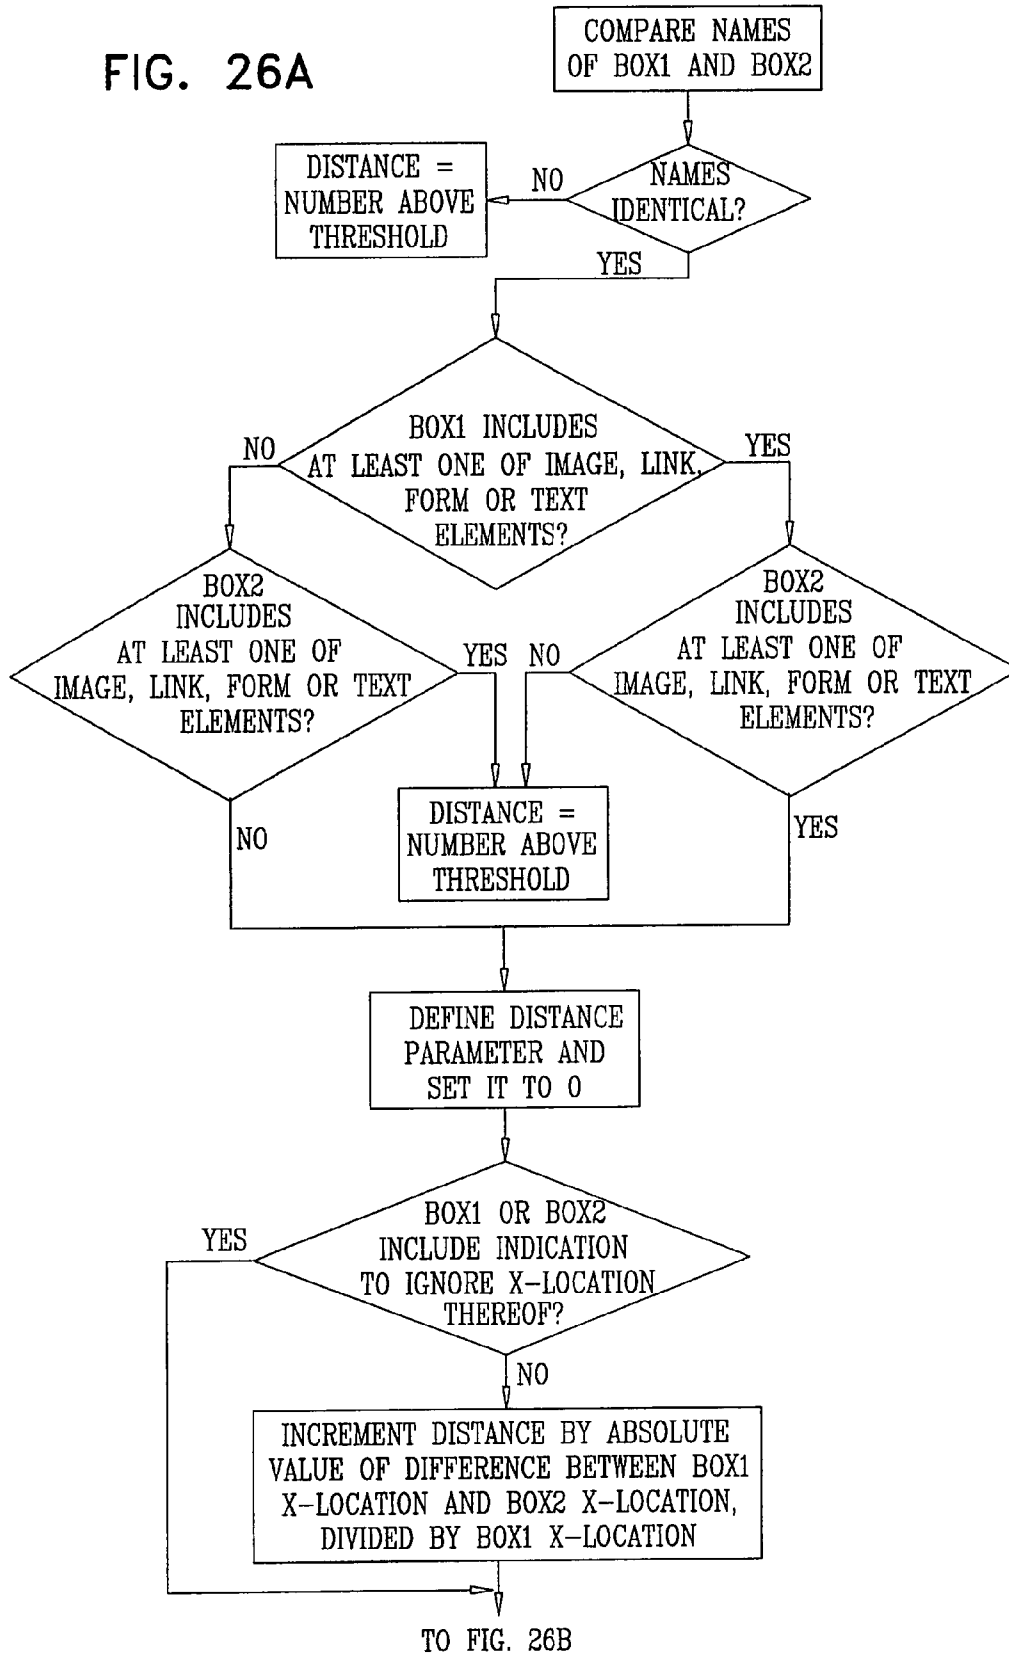 FIG. 26A
COMPARE NAMES
OF BOX1 AND BOX2
NAMES
IDENTICAL?
NO
DISTANCE =
NUMBER ABOVE
THRESHOLD
YES
BOX1 INCLUDES
AT LEAST ONE OF IMAGE, LINK,
FORM OR TEXT
ELEMENTS?
NO
YES
BOX2
INCLUDES
AT LEAST ONE OF
IMAGE, LINK, FORM OR TEXT
ELEMENTS?
YES
NO
BOX2
INCLUDES
AT LEAST ONE OF
IMAGE, LINK, FORM OR TEXT
ELEMENTS?
DISTANCE =
NUMBER ABOVE
THRESHOLD
NO
YES
DEFINE DISTANCE
PARAMETER AND
SET IT TO 0
BOX1 OR BOX2
INCLUDE INDICATION
TO IGNORE X-LOCATION
THEREOF?
YES
NO
INCREMENT DISTANCE BY ABSOLUTE
VALUE OF DIFFERENCE BETWEEN BOX1
X-LOCATION AND BOX2 X-LOCATION,
DIVIDED BY BOX1 X-LOCATION
TO FIG. 26B